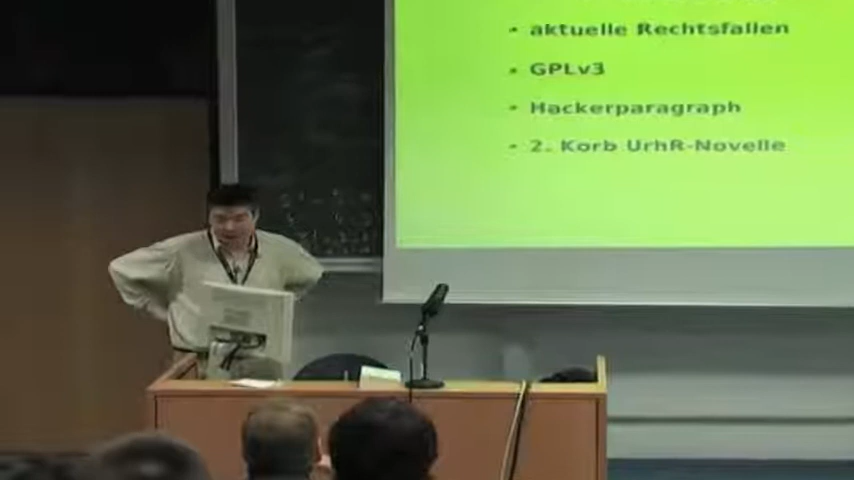 • aktuelle Rechtsfallen
• GPLv3
• Hackerparagraph
• 2. Korb UrhR-Novelle